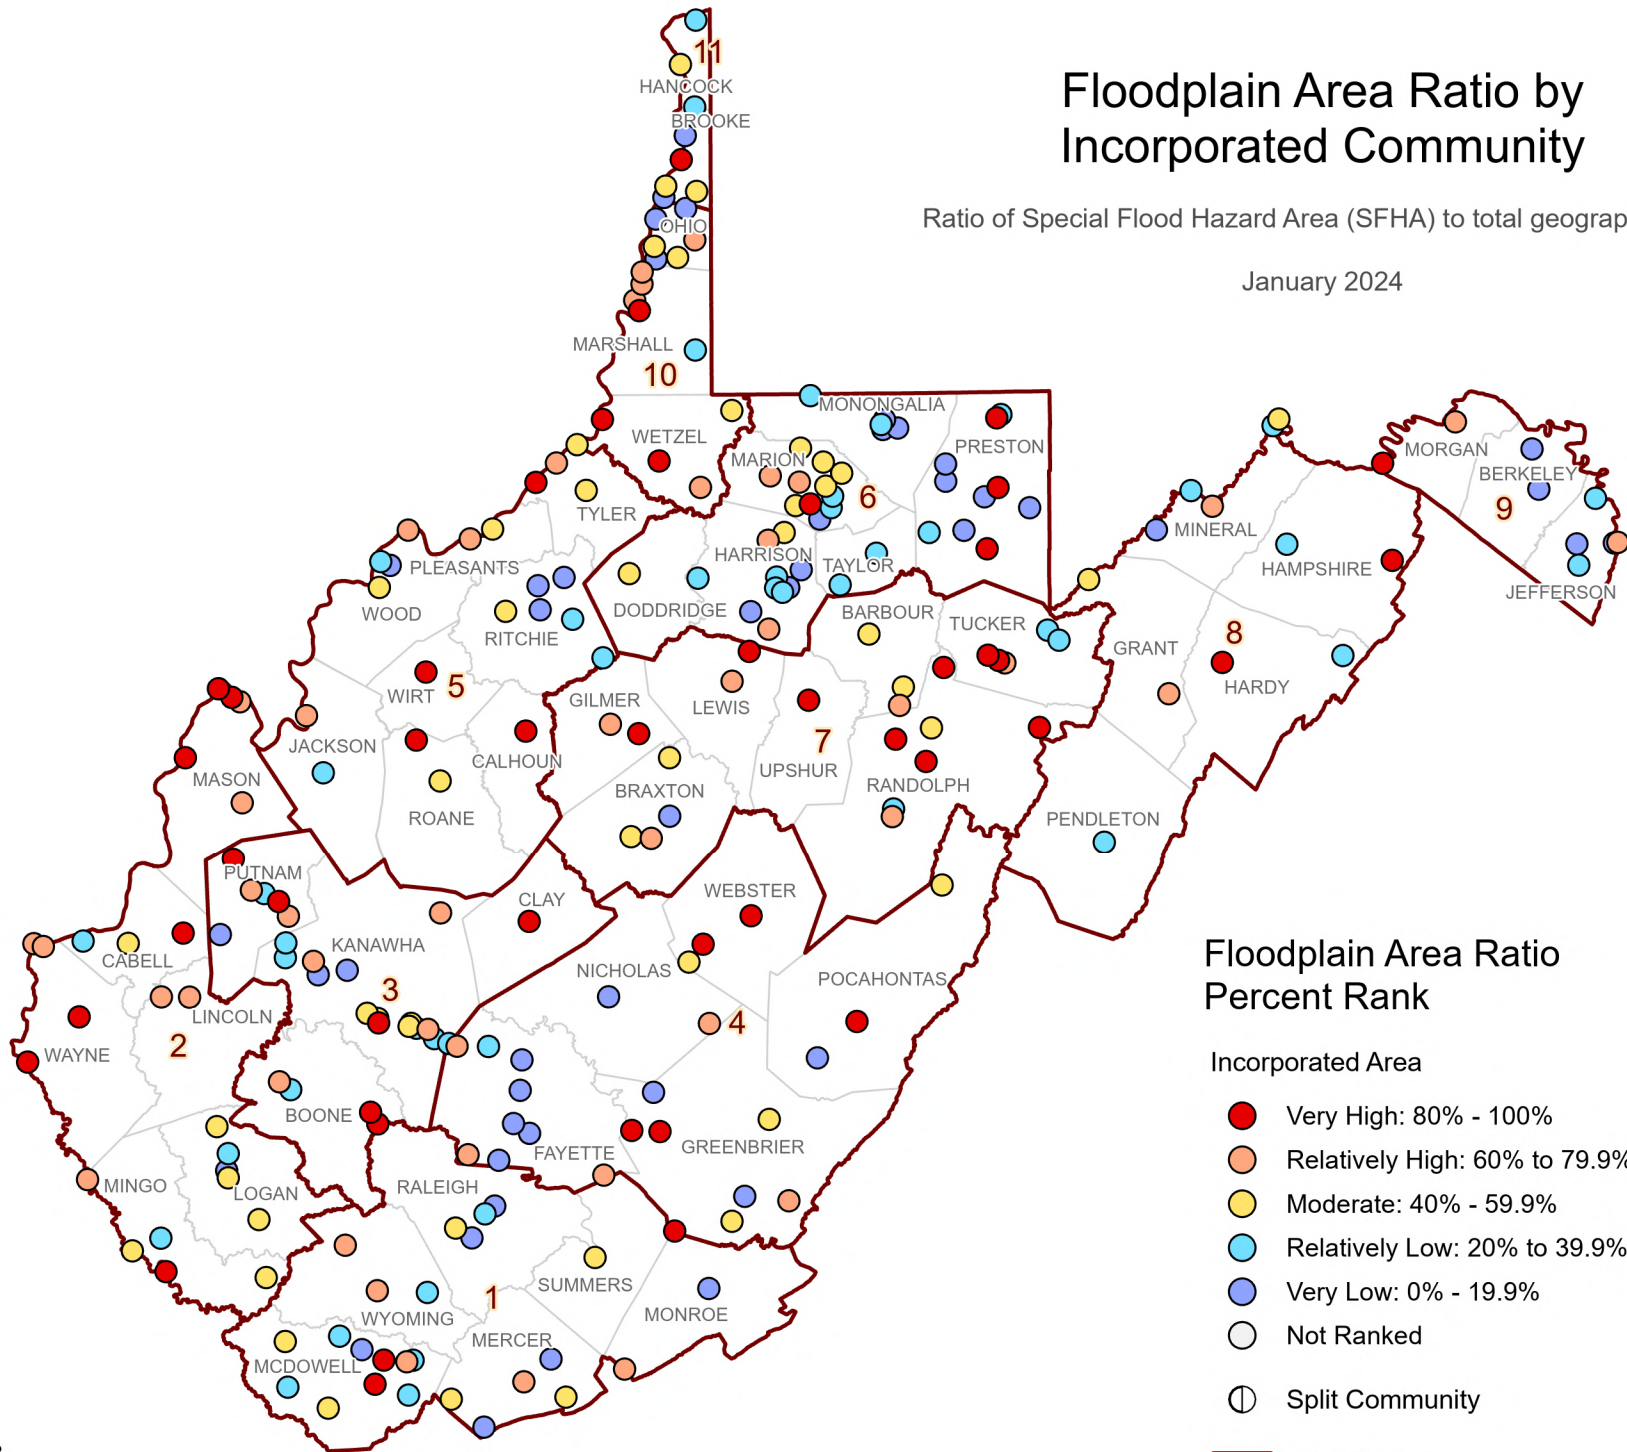 Floodplain Area Ratio by
Incorporated Community
Ratio of Special Flood Hazard Area (SFHA) to total geograp
January 2024
11
HANCOCK
BROOKE
OHIO
MARSHALL
10
MONONGALIA
PRESTON
WETZEL
MARION
6
TYLER
MORGAN
BERKELEY
9
MINERAL
HAMPSHIRE
JEFFERSON
PLEASANTS
HARRISON
TAYLOR
WOOD
RITCHIE
DODDRIDGE
BARBOUR
TUCKER
GRANT
8
HARDY
WIRT
5
GILMER
LEWIS
7
UPSHUR
JACKSON
CALHOUN
MASON
ROANE
BRAXTON
RANDOLPH
PENDLETON
PUTNAM
CLAY
WEBSTER
KANAWHA
CABELL
NICHOLAS
POCAHONTAS
3
LINCOLN
2
4
WAYNE
BOONE
FAYETTE
GREENBRIER
MINGO
LOGAN
RALEIGH
SUMMERS
1
WYOMING
MONROE
MERCER
MCDOWELL
Floodplain Area Ratio
Percent Rank
Incorporated Area
Very High: 80% - 100%
Relatively High: 60% to 79.9%
Moderate: 40% - 59.9%
Relatively Low: 20% to 39.9%
Very Low: 0% - 19.9%
Not Ranked
Split Community